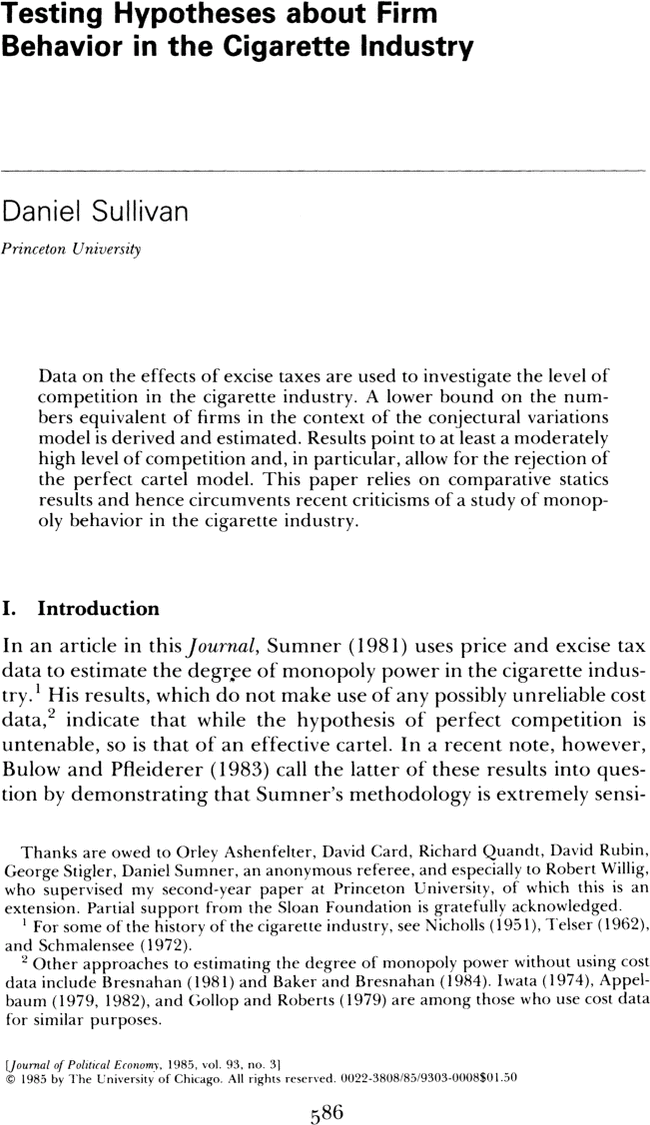 Testing Hypotheses about Firm
Behavior in the Cigarette Industry
Daniel Sullivan
Princeton University
Data on the effects of excise taxes are used to investigate the level of
competition in the cigarette industry. A lower bound on the num-
bers equivalent of firms in the context of the conjectural variations
model is derived and estimated. Results point to at least a moderately
high level of competition and, in particular, allow for the rejection of
the perfect cartel model. This paper relies on comparative statics
results and hence circumvents recent criticisms of a study of monop-
oly behavior in the cigarette industry.
I. Introduction
In an article in this Journal, Sumner (1981) uses price and excise tax
data to estimate the degree of monopoly power in the cigarette indus-
try.1 His results, which do not make use of any possibly unreliable cost
data,2 indicate that while the hypothesis of perfect competition is
untenable, so is that of an effective cartel. In a recent note, however,
Bulow and Pfleiderer (1983) call the latter of these results into ques-
tion by demonstrating that Sumner's methodology is extremely sensi-
Thanks are owed to Orley Ashenfelter, David Card, Richard Quandt, David Rubin,
George Stigler, Daniel Sumner, an anonymous referee, and especially to Robert Willig,
who supervised my second-year paper at Princeton University, of which this is an
extension. Partial support from the Sloan Foundation is gratefully acknowledged.
1 For some of the history of the cigarette industry, see Nicholls (1951), Telser (1962),
and Schmalensee (1972).
2 Other approaches to estimating the degree of monopoly power without using cost
data include Bresnahan (1981) and Baker and Bresnahan (1984). Iwata (1974), Appel-
baum (1979, 1982), and Gollop and Roberts (1979) are among those who use cost data
for similar purposes.
[Journal of Political Economy, 1985, vol. 93, no. 3]
© 1985 by The University of Chicago. All rights reserved. 0022-3808/85/9303-0008$01.50
586